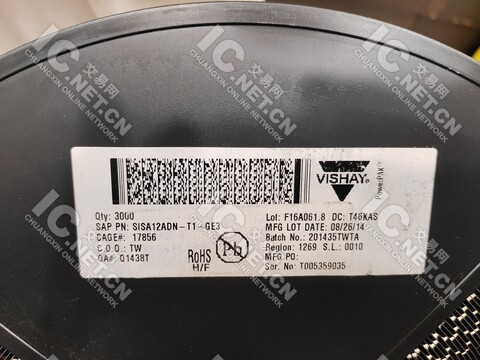 VISHAY
PowerPAK
Qty: 3000
SAP PN: SISA12ADN-T1-GE3
CAGE#: 17856
C.O.O.: TW
QA#: Q1438T
RoHS
H/F
Pb
Lot: F16A061.8 DC: T46KAS
MFG LOT DATE: 08/26/14
Batch No.: 201435TWTA
Region: 1269 S.L.: 0010
MFG PO:
Ser. No: T005359035
IC交易网
IC.NET.CN
CHUANGXIN ONLINE NETWORK